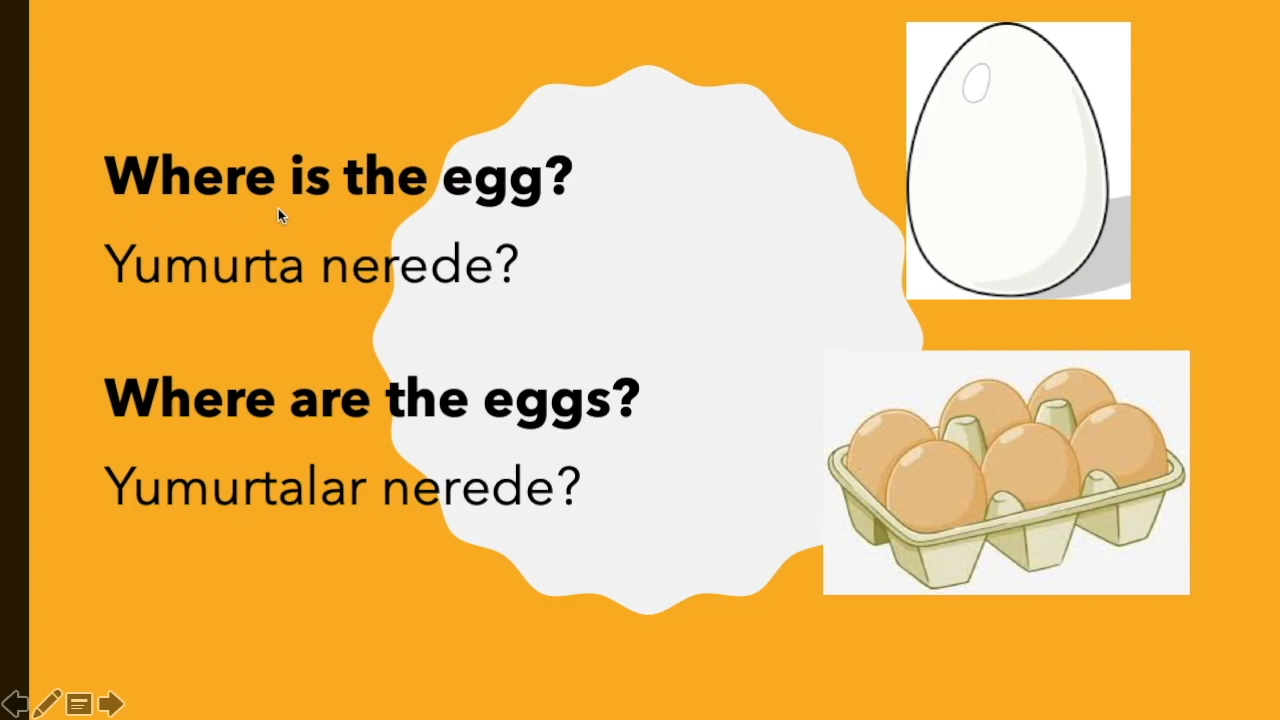 Where is the egg?
Yumurta nerede?
Where are the eggs?
Yumurtalar nerede?